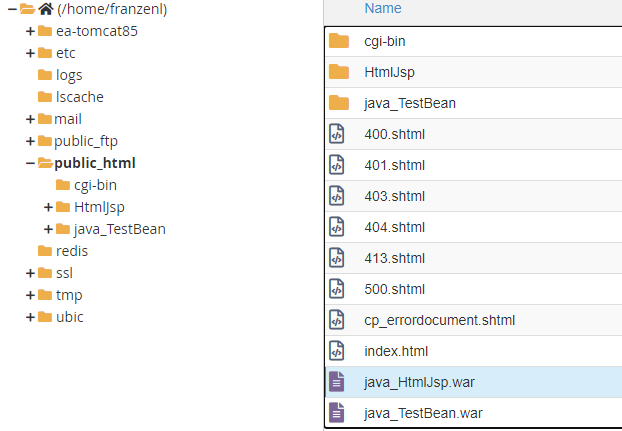 (/home/franzenl)
ea-tomcat85
etc
logs
lscache
mail
public_ftp
public_html
cgi-bin
HtmlJsp
java_TestBean
redis
ssl
tmp
ubic
Name
cgi-bin
HtmlJsp
java_TestBean
400.shtml
401.shtml
403.shtml
404.shtml
413.shtml
500.shtml
cp_errordocument.shtml
index.html
java_HtmlJsp.war
java_TestBean.war